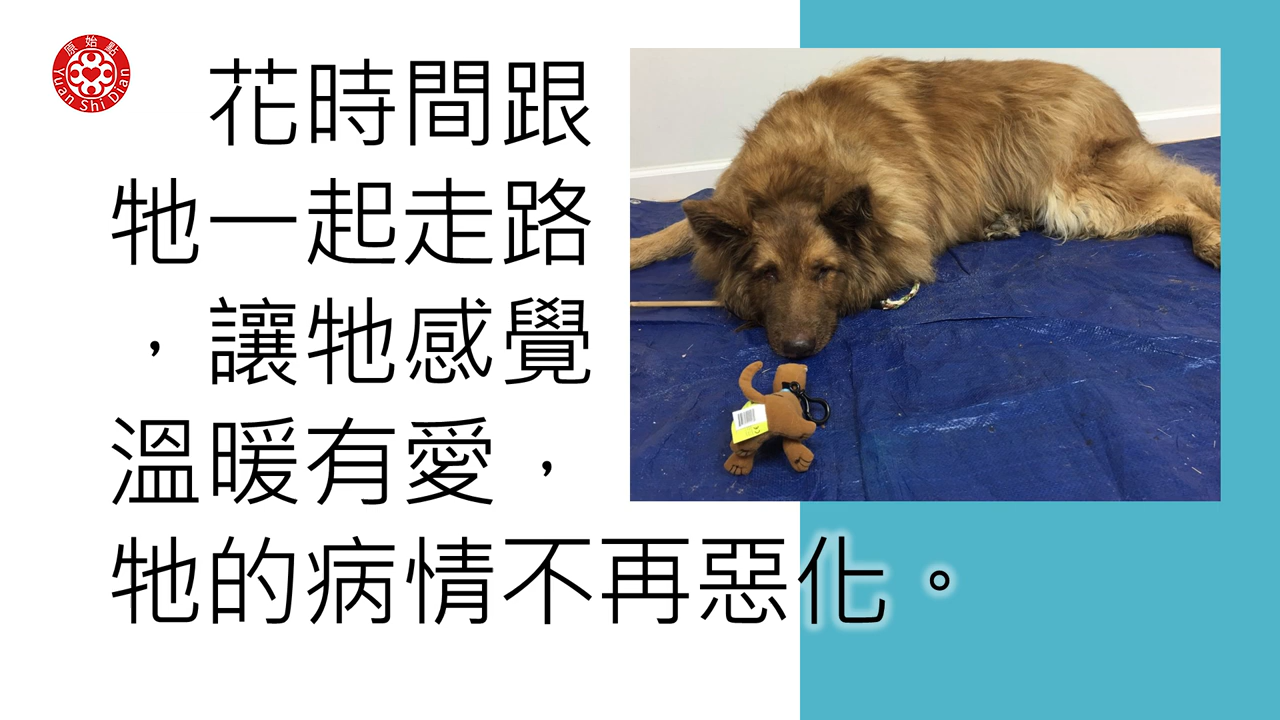 原始點
Yuan Shi Dian
花時間跟
牠一起走路
，讓牠感覺
溫暖有愛，
牠的病情不再惡化。